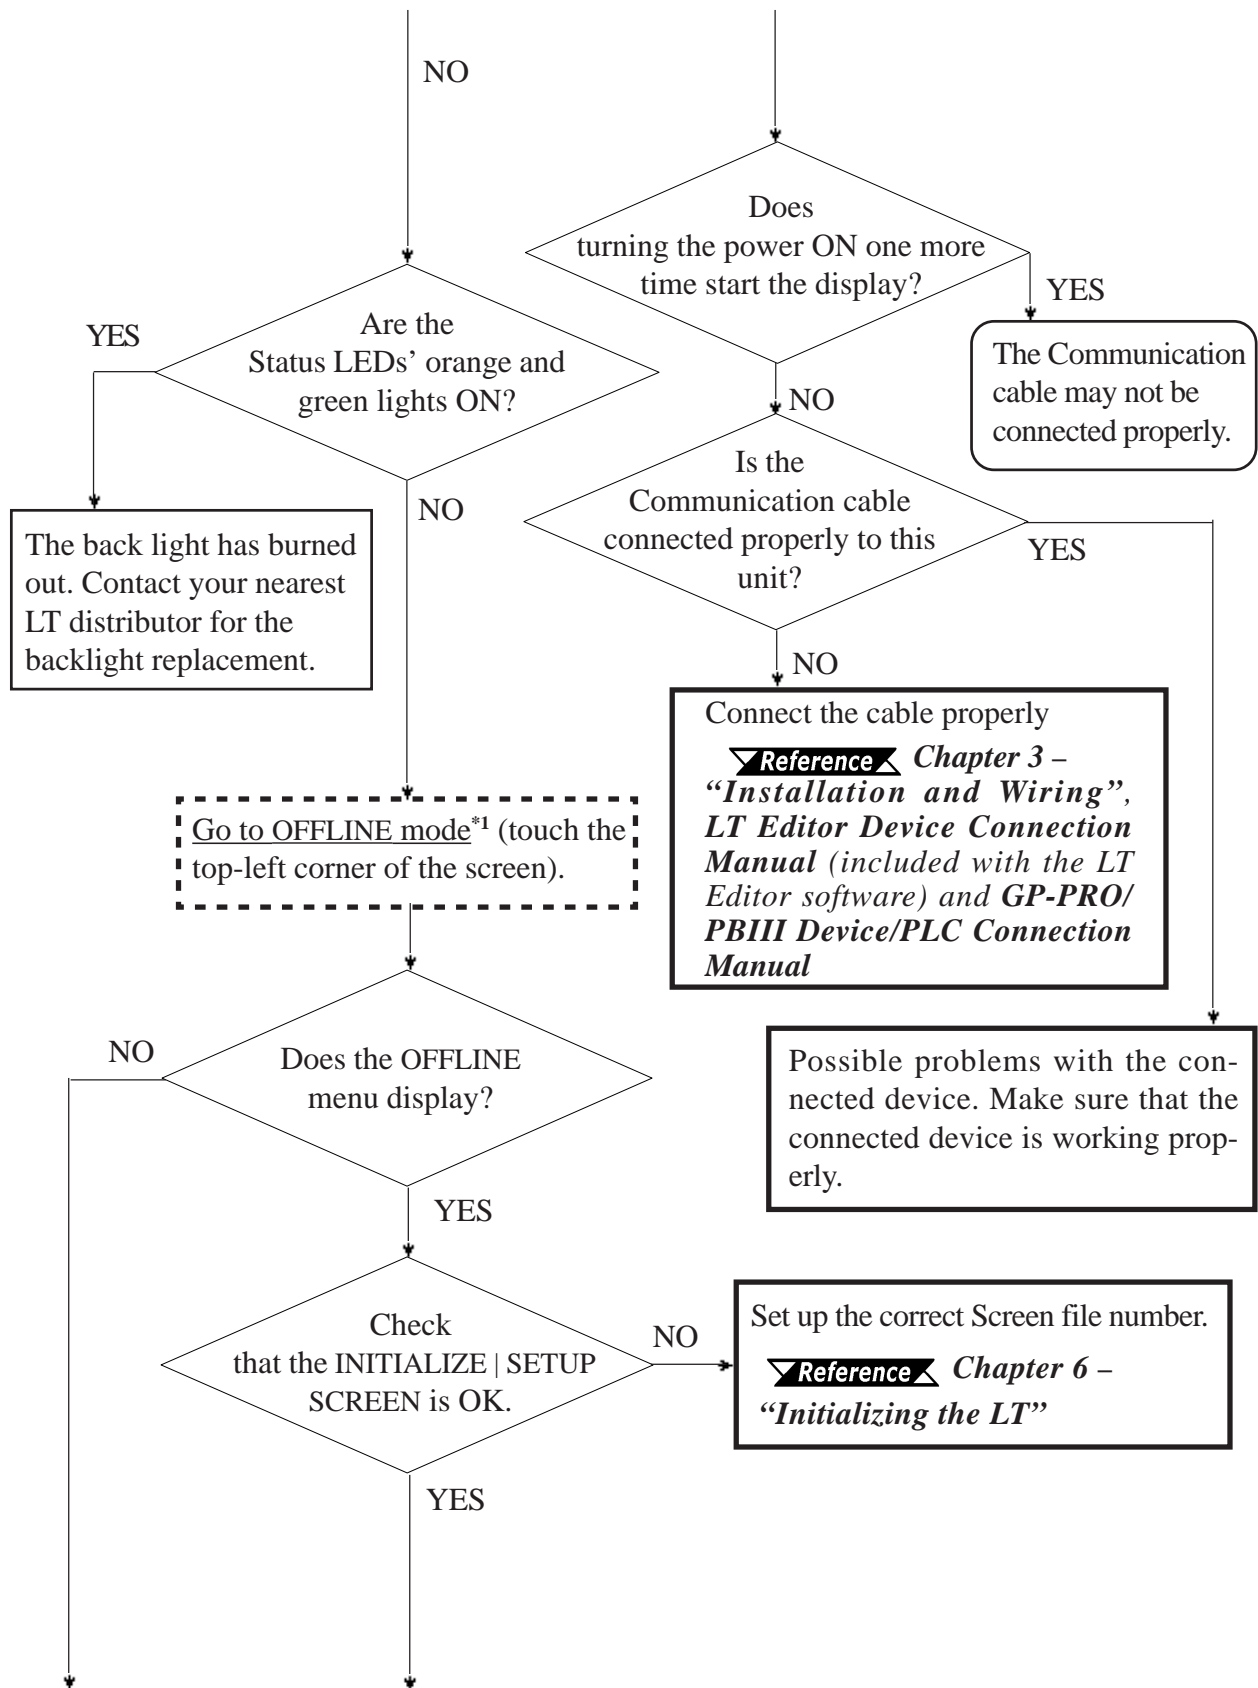 NO
Does
turning the power ON one more
time start the display?
YES
The Communication
cable may not be
connected properly.
YES
Are the
Status LEDs’ orange and
green lights ON?
NO
NO
Is the
Communication cable
connected properly to this
unit?
YES
The back light has burned
out. Contact your nearest
LT distributor for the
backlight replacement.
NO
Connect the cable properly
Reference Chapter 3 –
“Installation and Wiring”,
LT Editor Device Connection
Manual (included with the LT
Editor software) and GP-PRO/
PBIII Device/PLC Connection
Manual
Go to OFFLINE mode*1 (touch the
top-left corner of the screen).
NO
Does the OFFLINE
menu display?
Possible problems with the con-
nected device. Make sure that the
connected device is working prop-
erly.
YES
Check
that the INITIALIZE | SETUP
SCREEN is OK.
NO
Set up the correct Screen file number.
Reference Chapter 6 –
“Initializing the LT”
YES